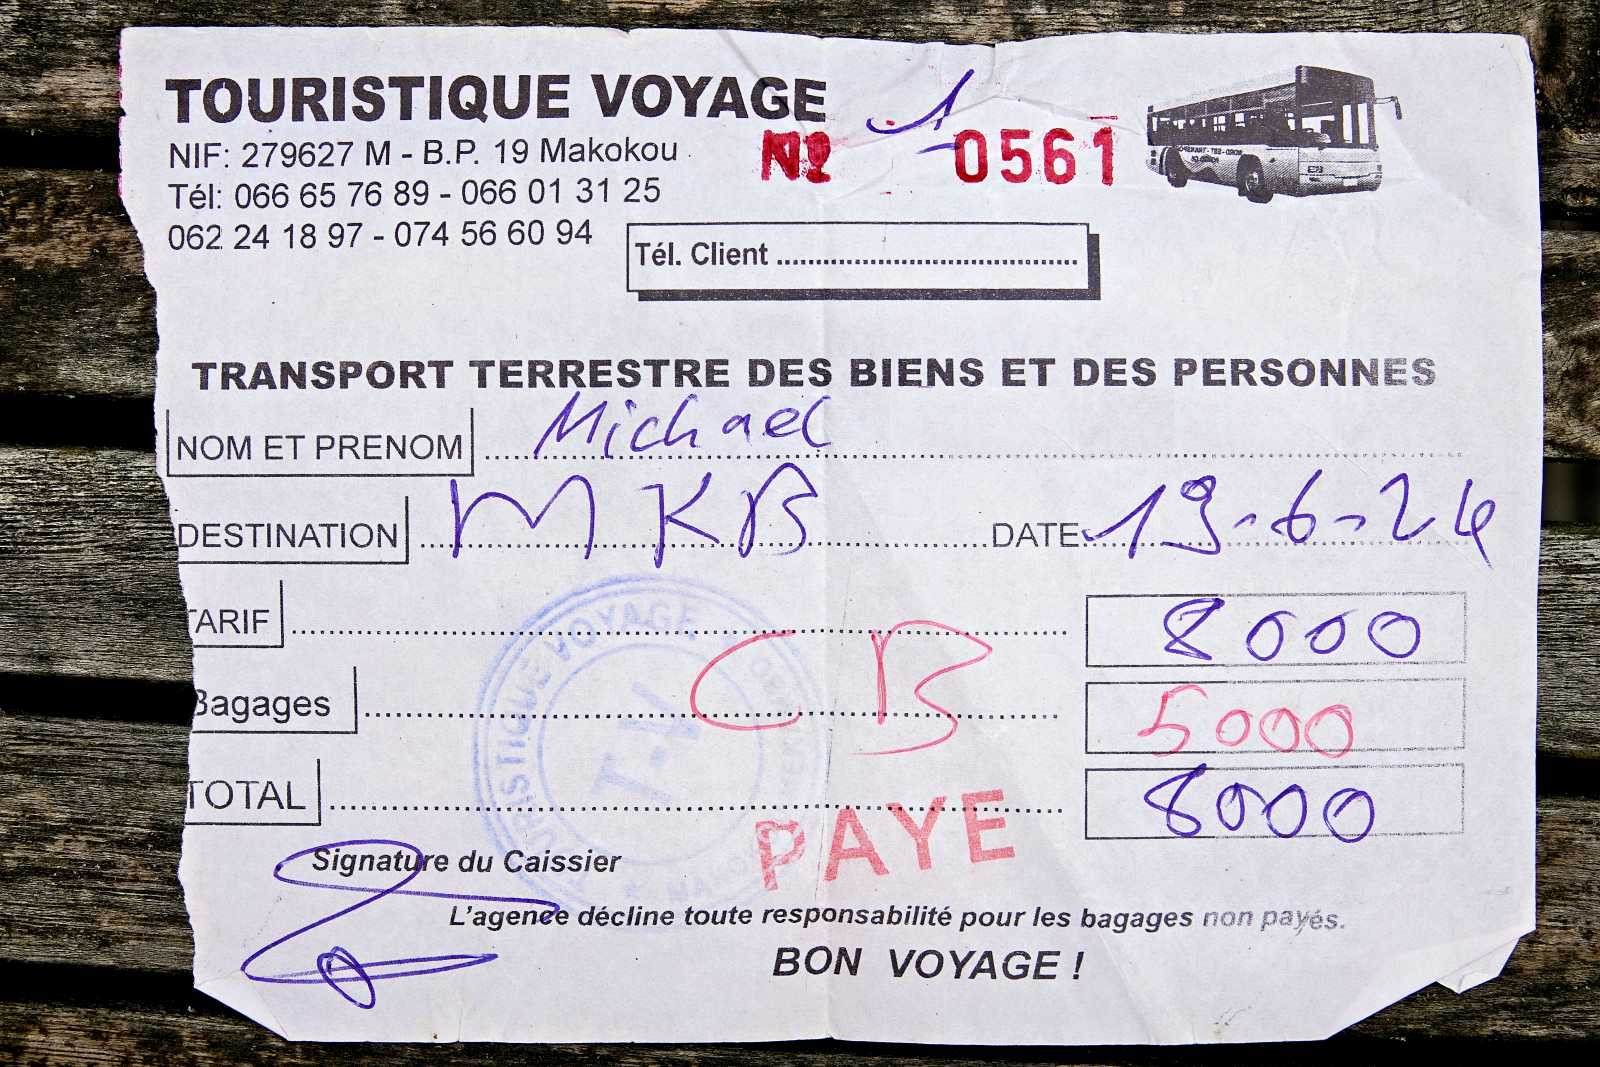 TOURISTIQUE VOYAGE
1
NIF: 279627 M - B.P. 19 Makokou
Nº 0561
Tél: 066 65 76 89 - 066 01 31 25
062 24 18 97 - 074 56 60 94
Tél. Client
TRANSPORT TERRESTRE DES BIENS ET DES PERSONNES
NOM ET PRENOM Michael
DESTINATION MKB DATE 19-6-24
TARIF 8000
CB
Bagages 5000
TOTAL 8000
TOURISTIQUE VOYAGE
T.V
PAYE
Signature du Caissier
L'agence décline toute responsabilité pour les bagages non payés.
BON VOYAGE !